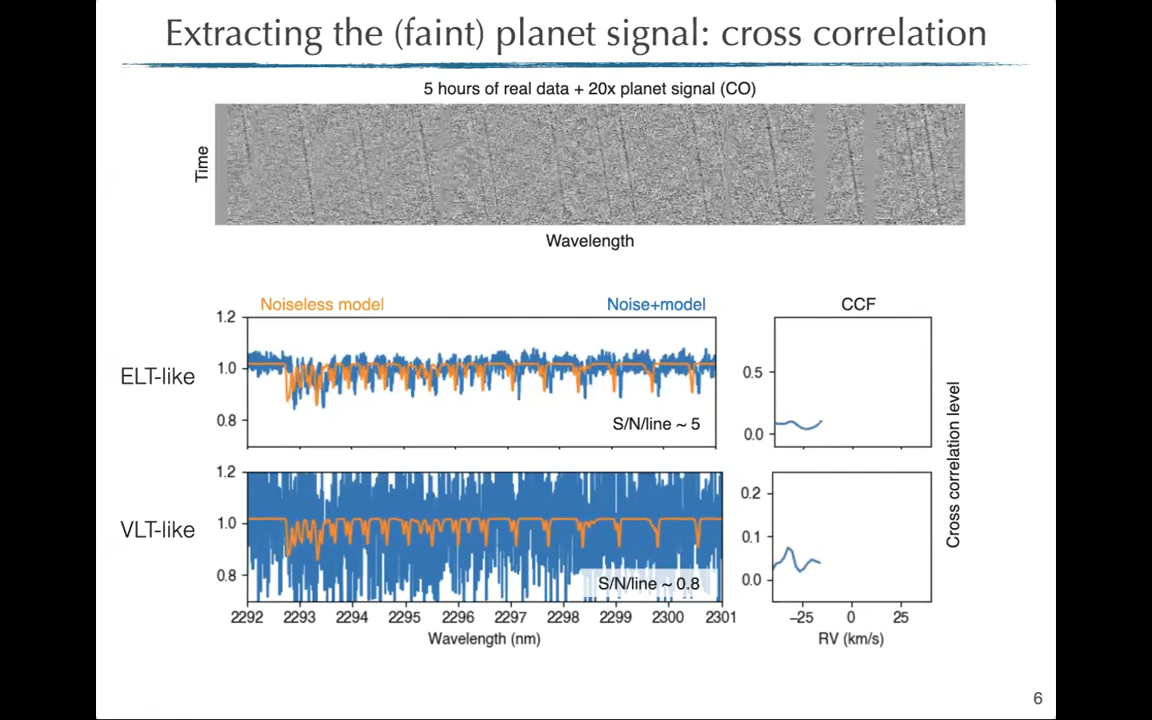 Extracting the (faint) planet signal: cross correlation
5 hours of real data + 20x planet signal (CO)
Time
Wavelength
Noiseless model
Noise+model
CCF
ELT-like
1.2
1.0
0.8
S/N/line ~ 5
0.5
0.0
Cross correlation level
VLT-like
1.2
1.0
0.8
S/N/line ~ 0.8
0.2
0.1
0.0
2292 2293 2294 2295 2296 2297 2298 2299 2300 2301
−25 0 25
Wavelength (nm)
RV (km/s)
6